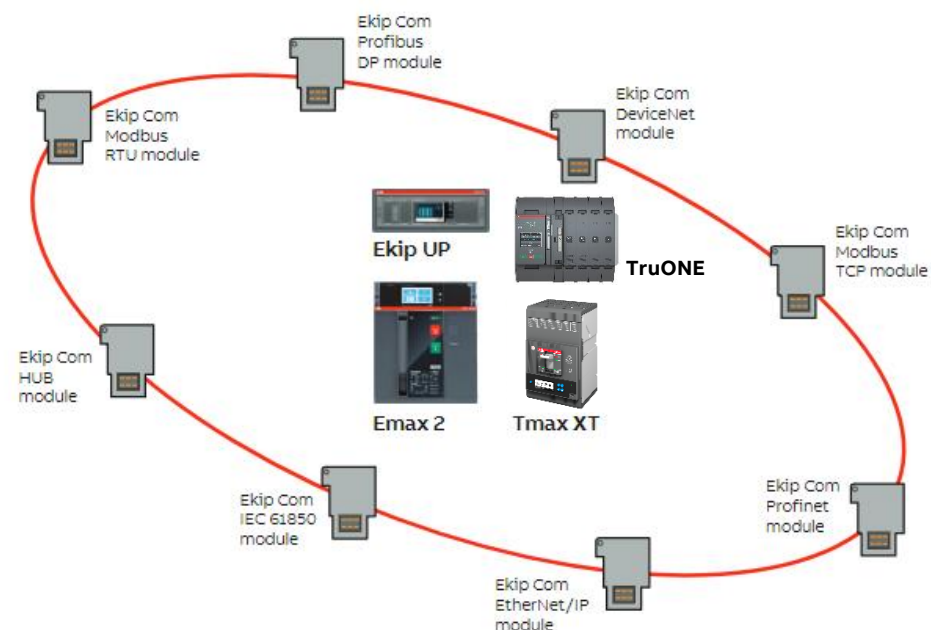 Ekip Com
Profibus
DP module
Ekip Com
DeviceNet
module
Ekip Com
Modbus
RTU module
Ekip UP
TruONE
Ekip Com
Modbus
TCP module
Emax 2
Tmax XT
Ekip Com
HUB
module
Ekip Com
IEC 61850
module
Ekip Com
Profinet
module
Ekip Com
EtherNet/IP
module